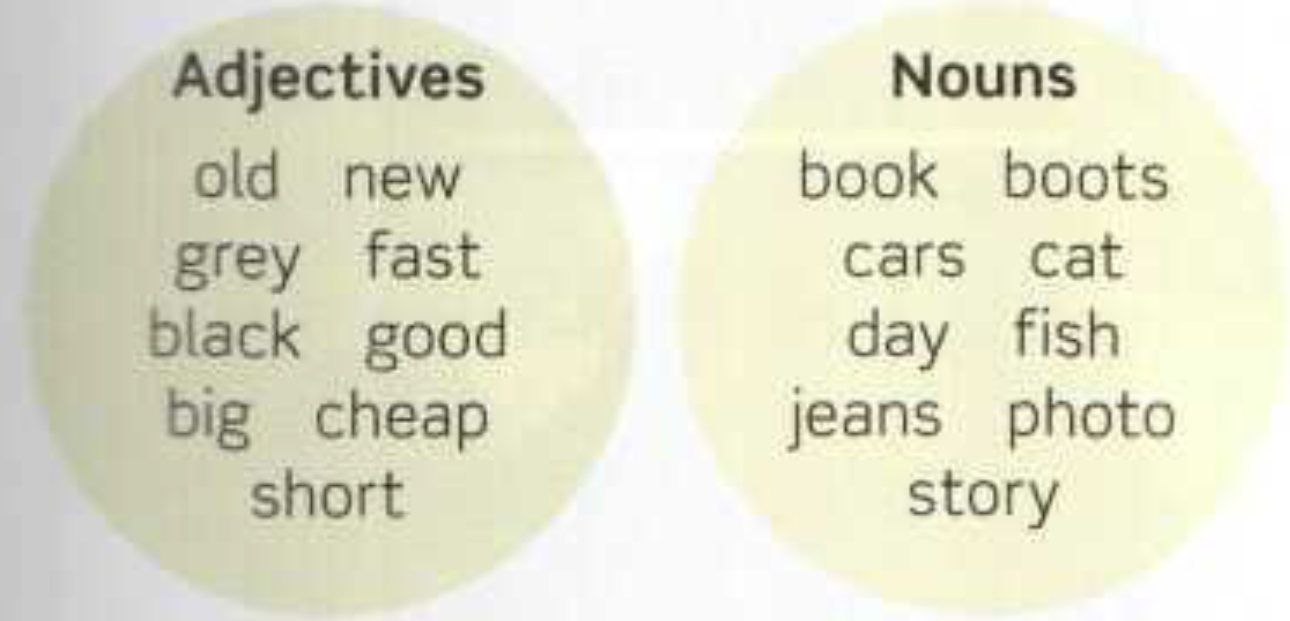 Adjectives
old new
grey fast
black good
big cheap
short
Nouns
book boots
cars cat
day fish
jeans photo
story